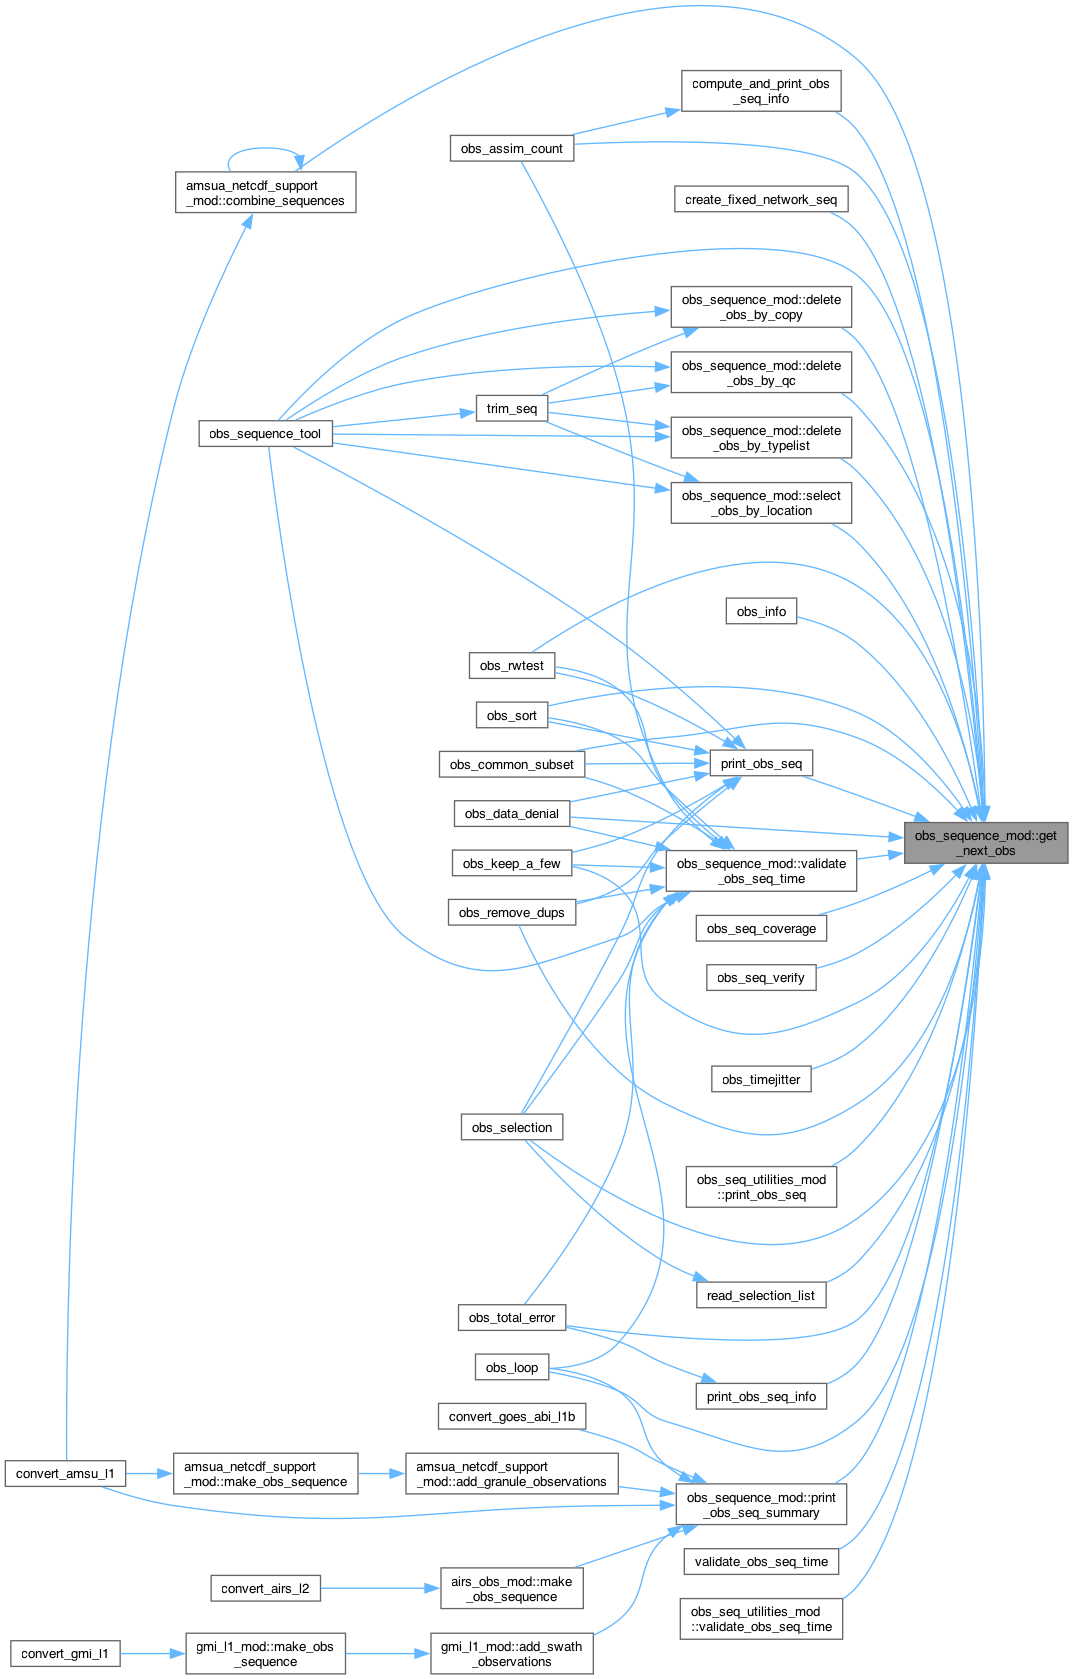 compute_and_print_obs
_seq_info
obs_assim_count
amsua_netcdf_support
_mod::combine_sequences
create_fixed_network_seq
obs_sequence_mod::delete
_obs_by_copy
obs_sequence_mod::delete
_obs_by_qc
trim_seq
obs_sequence_tool
obs_sequence_mod::delete
_obs_by_typelist
obs_sequence_mod::select
_obs_by_location
obs_info
obs_rwtest
obs_sort
obs_common_subset
print_obs_seq
obs_data_denial
obs_sequence_mod::get
_next_obs
obs_keep_a_few
obs_sequence_mod::validate
_obs_seq_time
obs_remove_dups
obs_seq_coverage
obs_seq_verify
obs_timejitter
obs_selection
obs_seq_utilities_mod
::print_obs_seq
read_selection_list
obs_total_error
obs_loop
print_obs_seq_info
convert_goes_abi_l1b
convert_amsu_l1
amsua_netcdf_support
_mod::make_obs_sequence
amsua_netcdf_support
_mod::add_granule_observations
obs_sequence_mod::print
_obs_seq_summary
validate_obs_seq_time
convert_airs_l2
airs_obs_mod::make
_obs_sequence
obs_seq_utilities_mod
::validate_obs_seq_time
convert_gmi_l1
gmi_l1_mod::make_obs
_sequence
gmi_l1_mod::add_swath
_observations